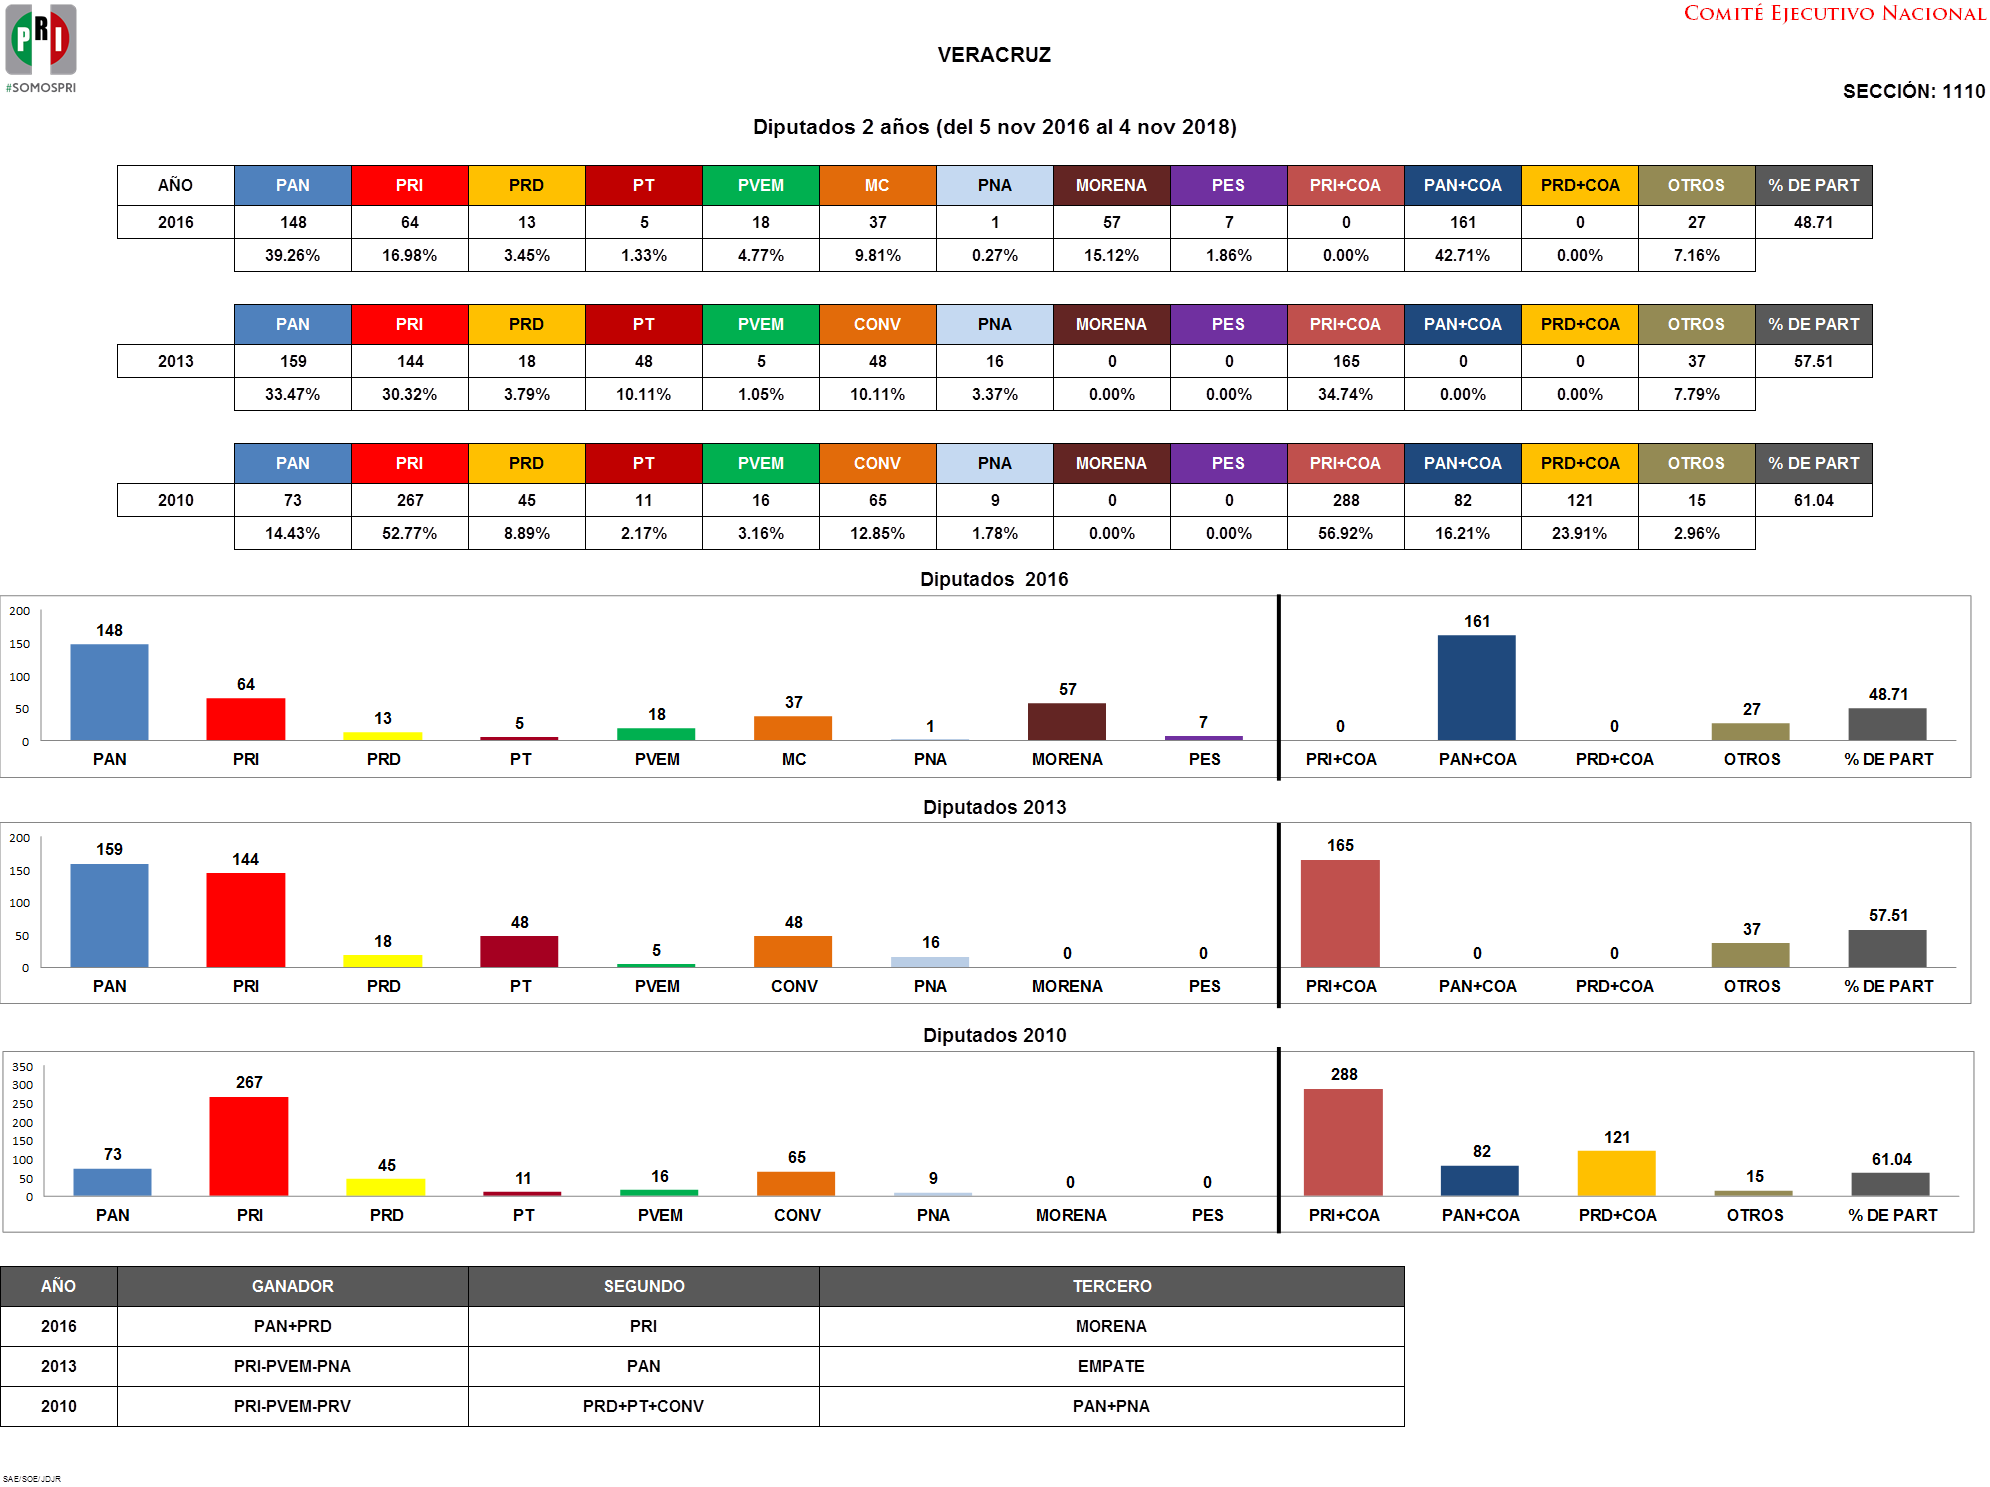 PRI
#SOMOSPRI
COMITÉ EJECUTIVO NACIONAL
VERACRUZ
SECCIÓN: 1110
Diputados 2 años (del 5 nov 2016 al 4 nov 2018)
AÑO PAN PRI PRD PT PVEM MC PNA MORENA PES PRI+COA PAN+COA PRD+COA OTROS % DE PART
2016 148 64 13 5 18 37 1 57 7 0 161 0 27 48.71
39.26% 16.98% 3.45% 1.33% 4.77% 9.81% 0.27% 15.12% 1.86% 0.00% 42.71% 0.00% 7.16%
PAN PRI PRD PT PVEM CONV PNA MORENA PES PRI+COA PAN+COA PRD+COA OTROS % DE PART
2013 159 144 18 48 5 48 16 0 0 165 0 0 37 57.51
33.47% 30.32% 3.79% 10.11% 1.05% 10.11% 3.37% 0.00% 0.00% 34.74% 0.00% 0.00% 7.79%
PAN PRI PRD PT PVEM CONV PNA MORENA PES PRI+COA PAN+COA PRD+COA OTROS % DE PART
2010 73 267 45 11 16 65 9 0 0 288 82 121 15 61.04
14.43% 52.77% 8.89% 2.17% 3.16% 12.85% 1.78% 0.00% 0.00% 56.92% 16.21% 23.91% 2.96%
Diputados 2016
200
150
100
50
0
148 64 13 5 18 37 1 57 7 0 161 0 27 48.71
PAN PRI PRD PT PVEM MC PNA MORENA PES PRI+COA PAN+COA PRD+COA OTROS % DE PART
Diputados 2013
200
150
100
50
0
159 144 18 48 5 48 16 0 0 165 0 0 37 57.51
PAN PRI PRD PT PVEM CONV PNA MORENA PES PRI+COA PAN+COA PRD+COA OTROS % DE PART
Diputados 2010
350
300
250
200
150
100
50
0
73 267 45 11 16 65 9 0 0 288 82 121 15 61.04
PAN PRI PRD PT PVEM CONV PNA MORENA PES PRI+COA PAN+COA PRD+COA OTROS % DE PART
AÑO GANADOR SEGUNDO TERCERO
2016 PAN+PRD PRI MORENA
2013 PRI-PVEM-PNA PAN EMPATE
2010 PRI-PVEM-PRV PRD+PT+CONV PAN+PNA
SAE/SOE/JDJR